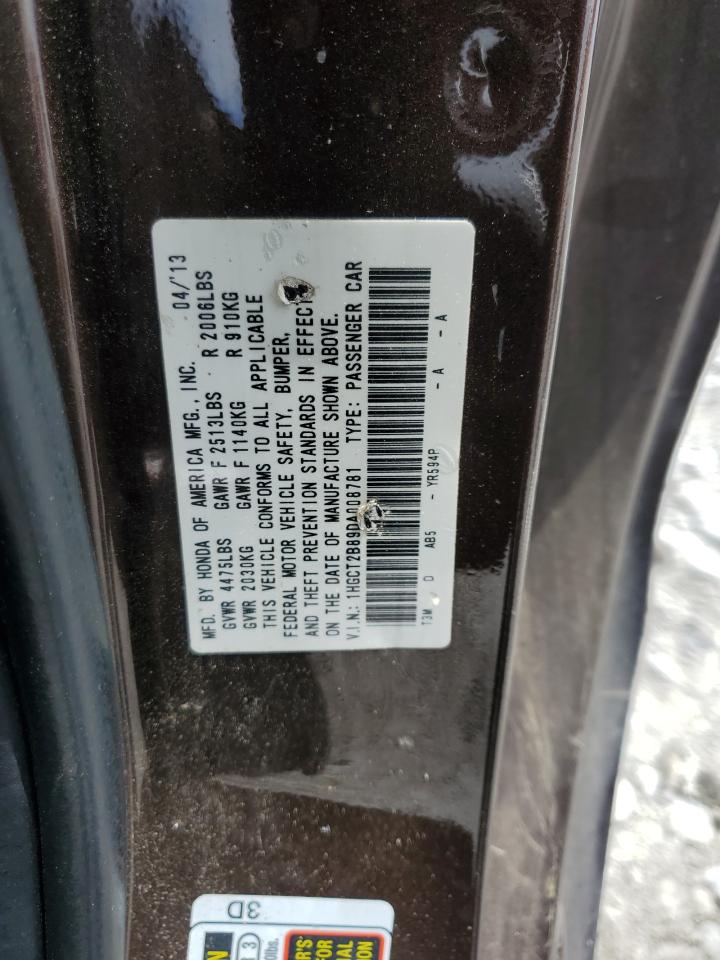 MFD. BY HONDA OF AMERICA MFG., INC. 04/'13
GVWR 4475LBS GAWR F 2513LBS R 2006LBS
GVWR 2030KG GAWR F 1140KG R 910KG
THIS VEHICLE CONFORMS TO ALL APPLICABLE
FEDERAL MOTOR VEHICLE SAFETY, BUMPER,
AND THEFT PREVENTION STANDARDS IN EFFECT
ON THE DATE OF MANUFACTURE SHOWN ABOVE.
V.I.N.: 1HGCT2B89DA008781 TYPE: PASSENGER CAR
T3M D AB5 - YR594P - A - A
3D